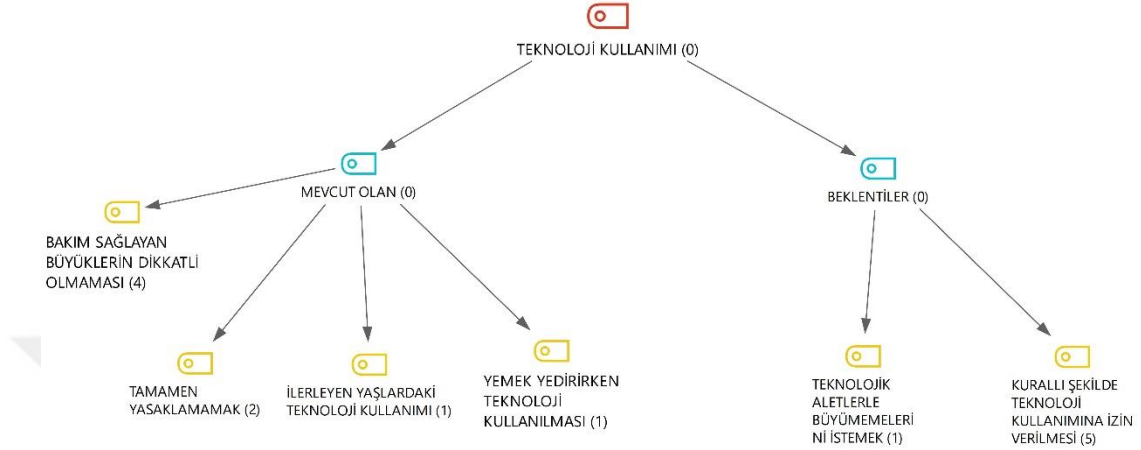 TEKNOLOJİ KULLANIMI (0)
MEVCUT OLAN (0)
BEKLENTİLER (0)
BAKIM SAĞLAYAN
BÜYÜKLERİN DİKKATLİ
OLMAMASI (4)
TAMAMEN
YASAKLAMAMAK (2)
İLERLEYEN YAŞLARDAKİ
TEKNOLOJİ KULLANIMI (1)
YEMEK YEDİRİRKEN
TEKNOLOJİ
KULLANILMASI (1)
TEKNOLOJİK
ALETLERLE
BÜYÜMEMELERİ
Nİ İSTEMEK (1)
KURALLI ŞEKİLDE
TEKNOLOJİ
KULLANIMINA İZİN
VERİLMESİ (5)